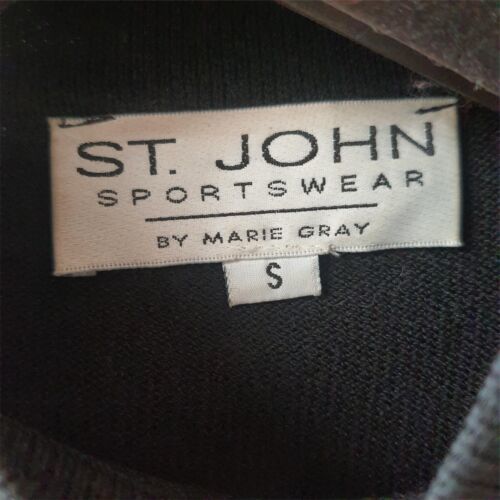 ST. JOHN
SPORTSWEAR
BY MARIE GRAY
S